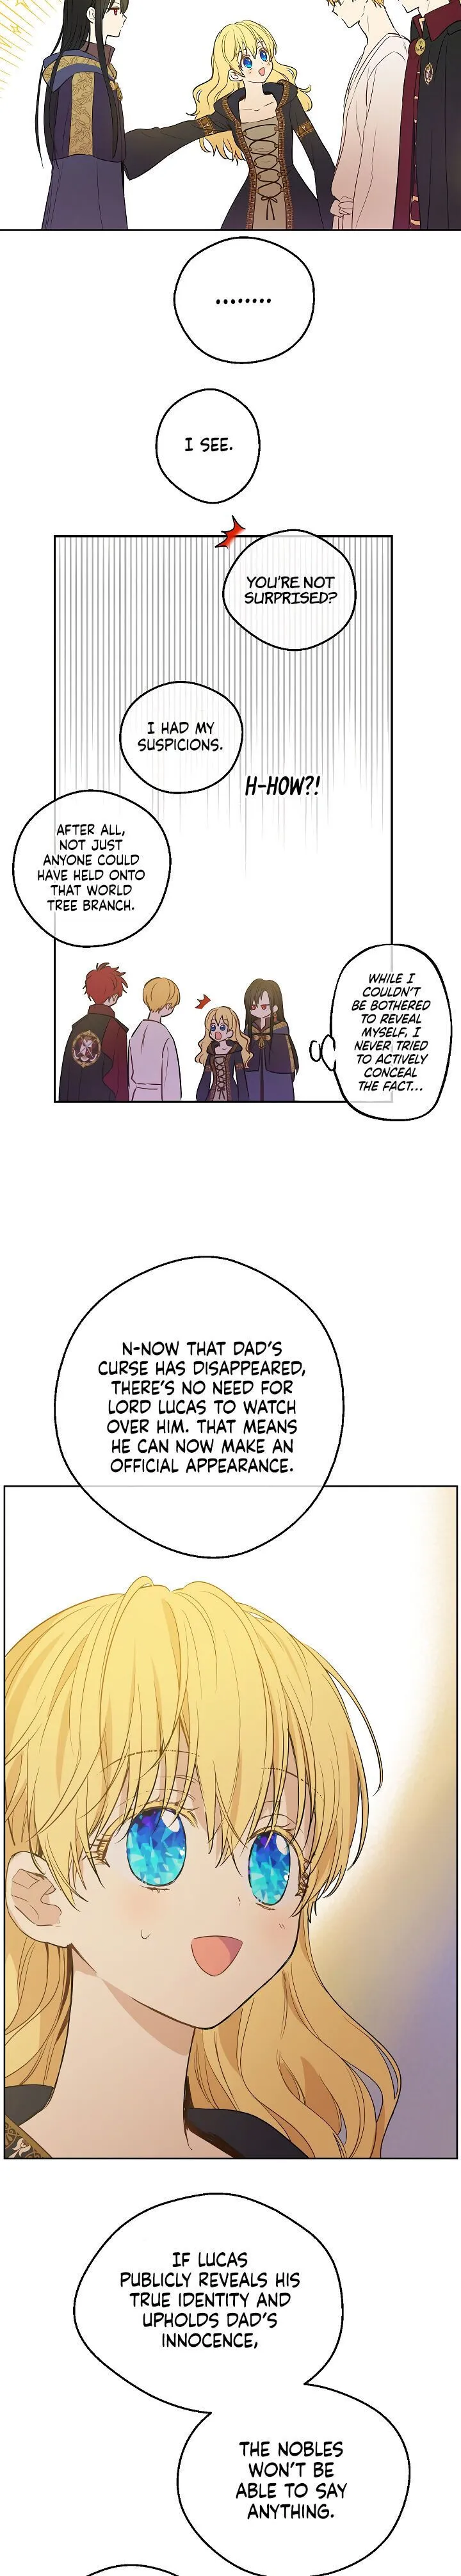 ........
I SEE.
YOU'RE NOT
SURPRISED?
I HAD MY
SUSPICIONS.
H-HOW?!
AFTER ALL,
NOT JUST
ANYONE COULD
HAVE HELD ONTO
THAT WORLD
TREE BRANCH.
WHILE I
COULDN'T
BE BOTHERED
TO REVEAL
MYSELF, I
NEVER TRIED
TO ACTIVELY
CONCEAL
THE FACT...
N-NOW THAT DAD'S
CURSE HAS DISAPPEARED,
THERE'S NO NEED FOR
LORD LUCAS TO WATCH
OVER HIM. THAT MEANS
HE CAN NOW MAKE AN
OFFICIAL APPEARANCE.
IF LUCAS
PUBLICLY REVEALS HIS
TRUE IDENTITY AND
UPHOLDS DAD'S
INNOCENCE,
THE NOBLES
WON'T BE
ABLE TO SAY
ANYTHING.